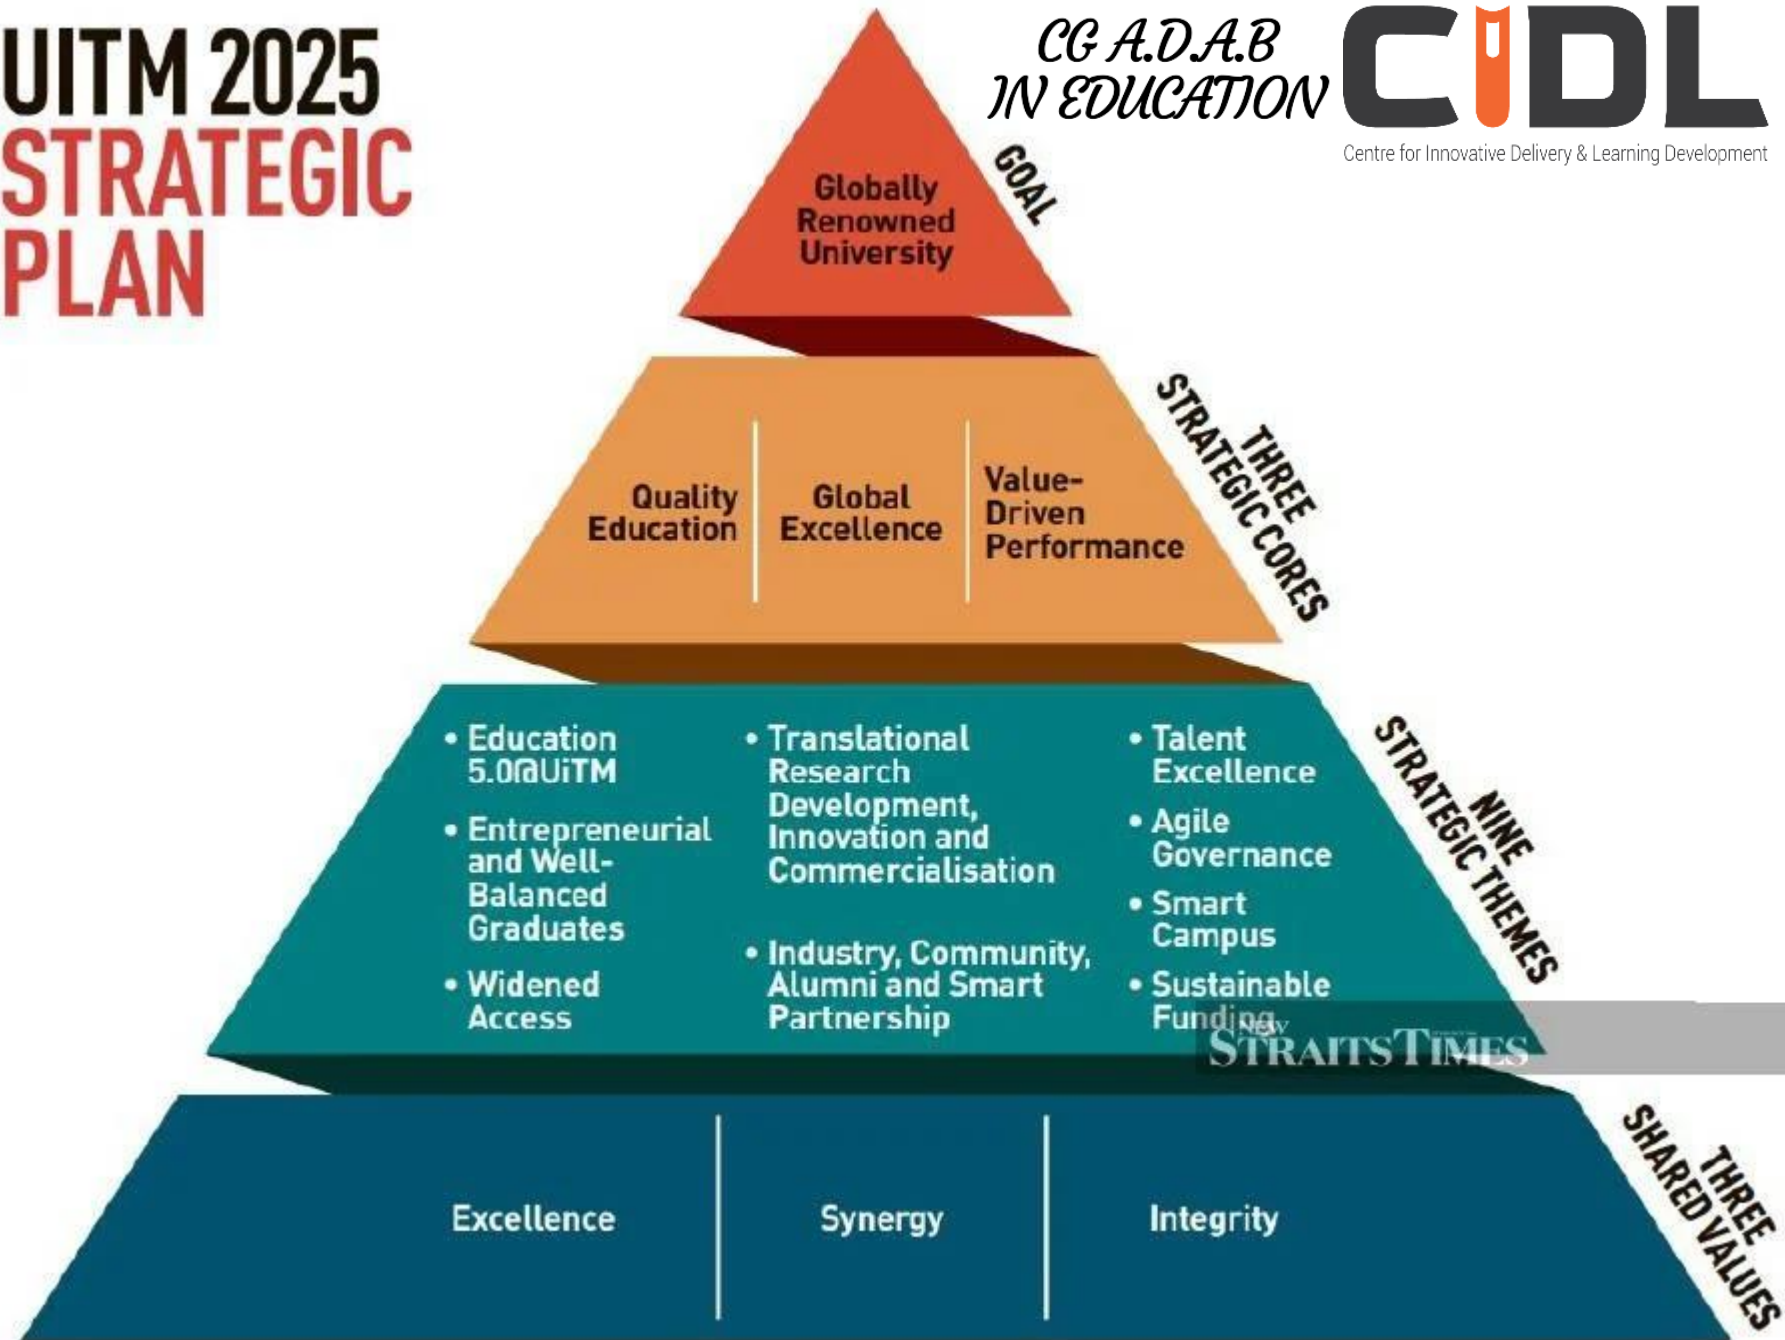 UITM 2025
STRATEGIC
PLAN
CG A.D.A.B
IN EDUCATION
CIDL
Centre for Innovative Delivery & Learning Development
Globally
Renowned
University
GOAL
Quality
Education
Global
Excellence
Value-
Driven
Performance
THREE
STRATEGIC CORES
• Education
5.0@UiTM
• Entrepreneurial
and Well-
Balanced
Graduates
• Widened
Access
• Translational
Research
Development,
Innovation and
Commercialisation
• Industry, Community,
Alumni and Smart
Partnership
• Talent
Excellence
• Agile
Governance
• Smart
Campus
• Sustainable
Funding
NINE
STRATEGIC THEMES
NEW
STRAITS TIMES
Excellence
Synergy
Integrity
THREE
SHARED VALUES